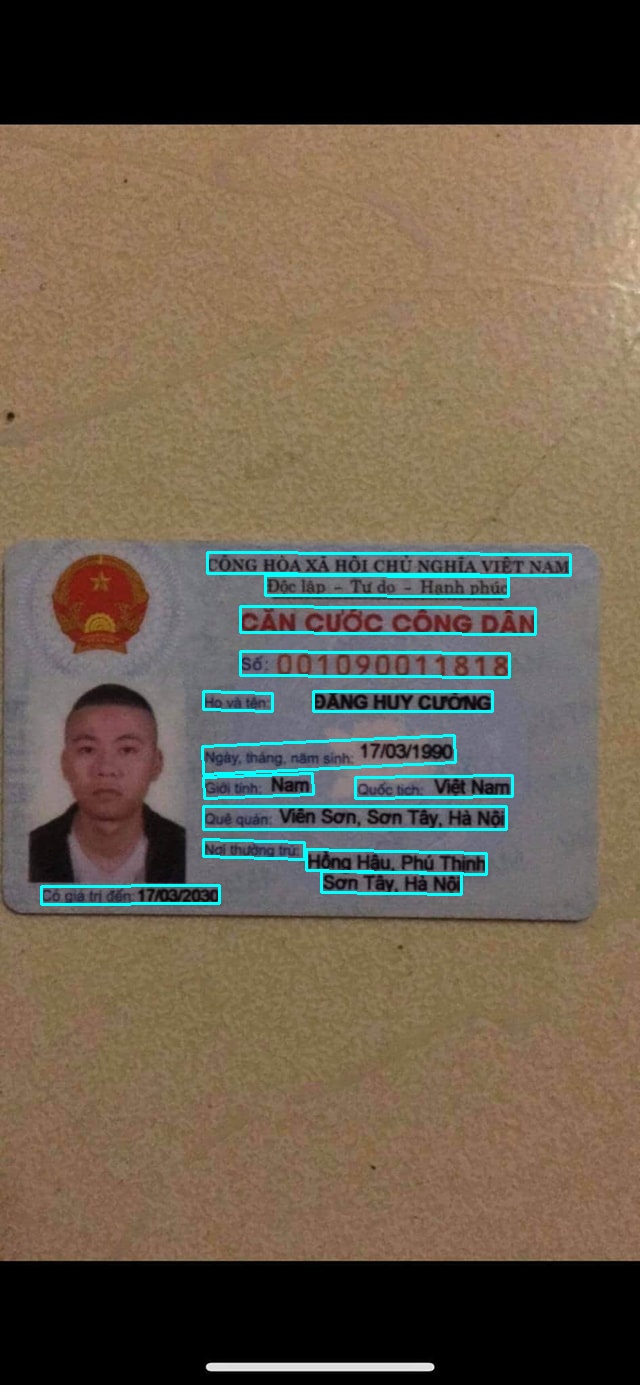 CỘNG HÒA XÃ HỘI CHỦ NGHĨA VIỆT NAM
Độc lập – Tự do – Hạnh phúc
CĂN CƯỚC CÔNG DÂN
Số: 001090011818
Họ và tên: ĐẶNG HUY CƯỜNG
Ngày, tháng, năm sinh: 17/03/1990
Giới tính: Nam Quốc tịch: Việt Nam
Quê quán: Viên Sơn, Sơn Tây, Hà Nội
Nơi thường trú: Hồng Hậu, Phú Thịnh
Sơn Tây, Hà Nội
Có giá trị đến: 17/03/2030